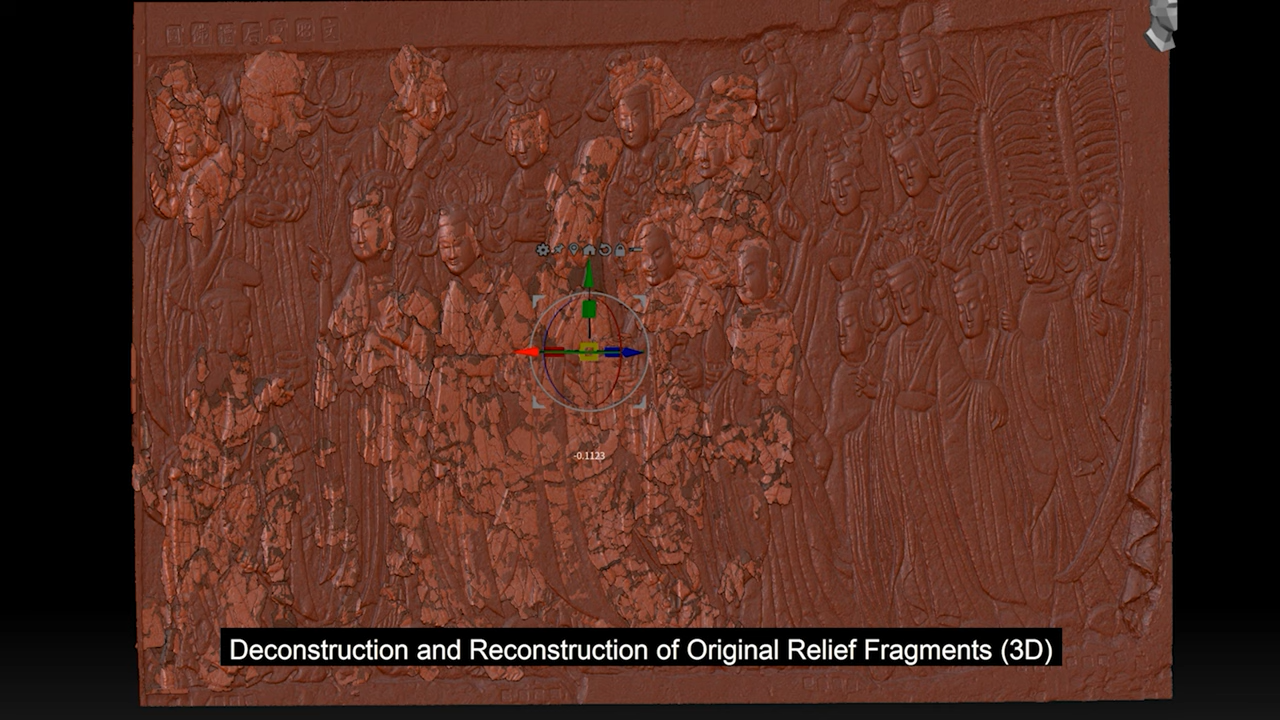 -0.1123
Deconstruction and Reconstruction of Original Relief Fragments (3D)